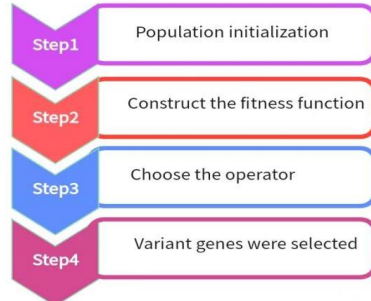 Step1
Population initialization
Step2
Construct the fitness function
Step3
Choose the operator
Step4
Variant genes were selected